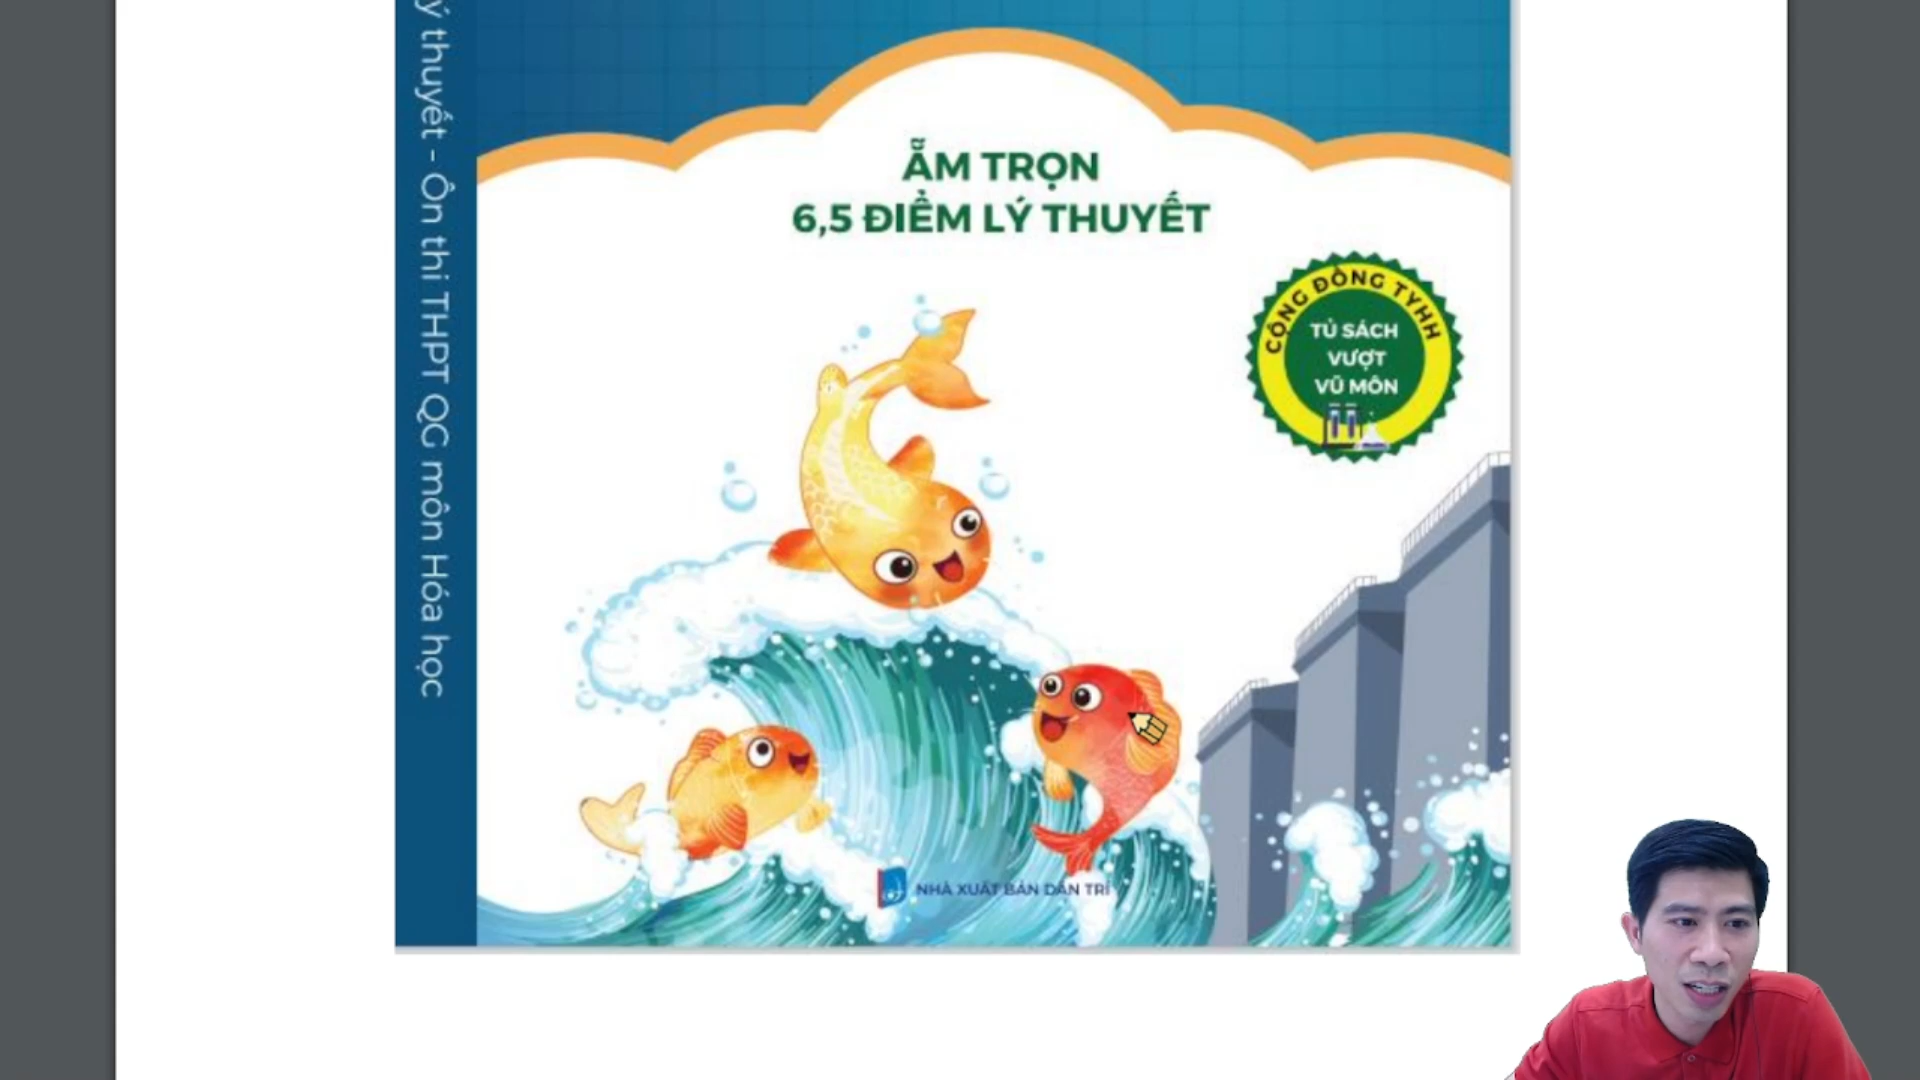 ý thuyết - Ôn thi THPT QG môn Hóa học
ẴM TRỌN
6,5 ĐIỂM LÝ THUYẾT
CỘNG ĐỒNG TYHH
TỦ SÁCH
VƯỢT
VŨ MÔN
NHÀ XUẤT BẢN DÂN TRÍ